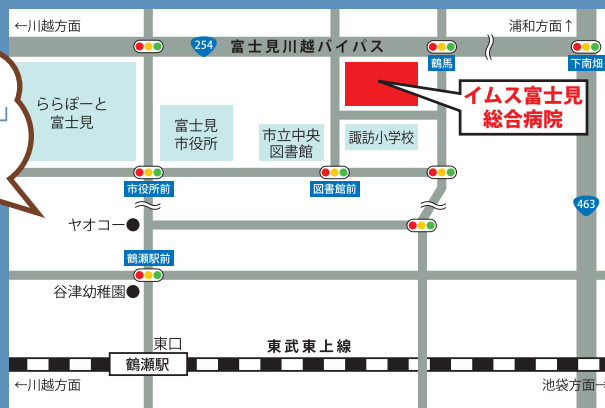 ←川越方面
浦和方面↑
254
富士見川越バイパス
鶴馬
下南畑
ららぽーと
富士見
富士見
市役所
市立中央
図書館
諏訪小学校
イムス富士見
総合病院
」
市役所前
図書館前
463
ヤオコー
鶴瀬駅前
谷津幼稚園
東口
東武東上線
鶴瀬駅
←川越方面
池袋方面→